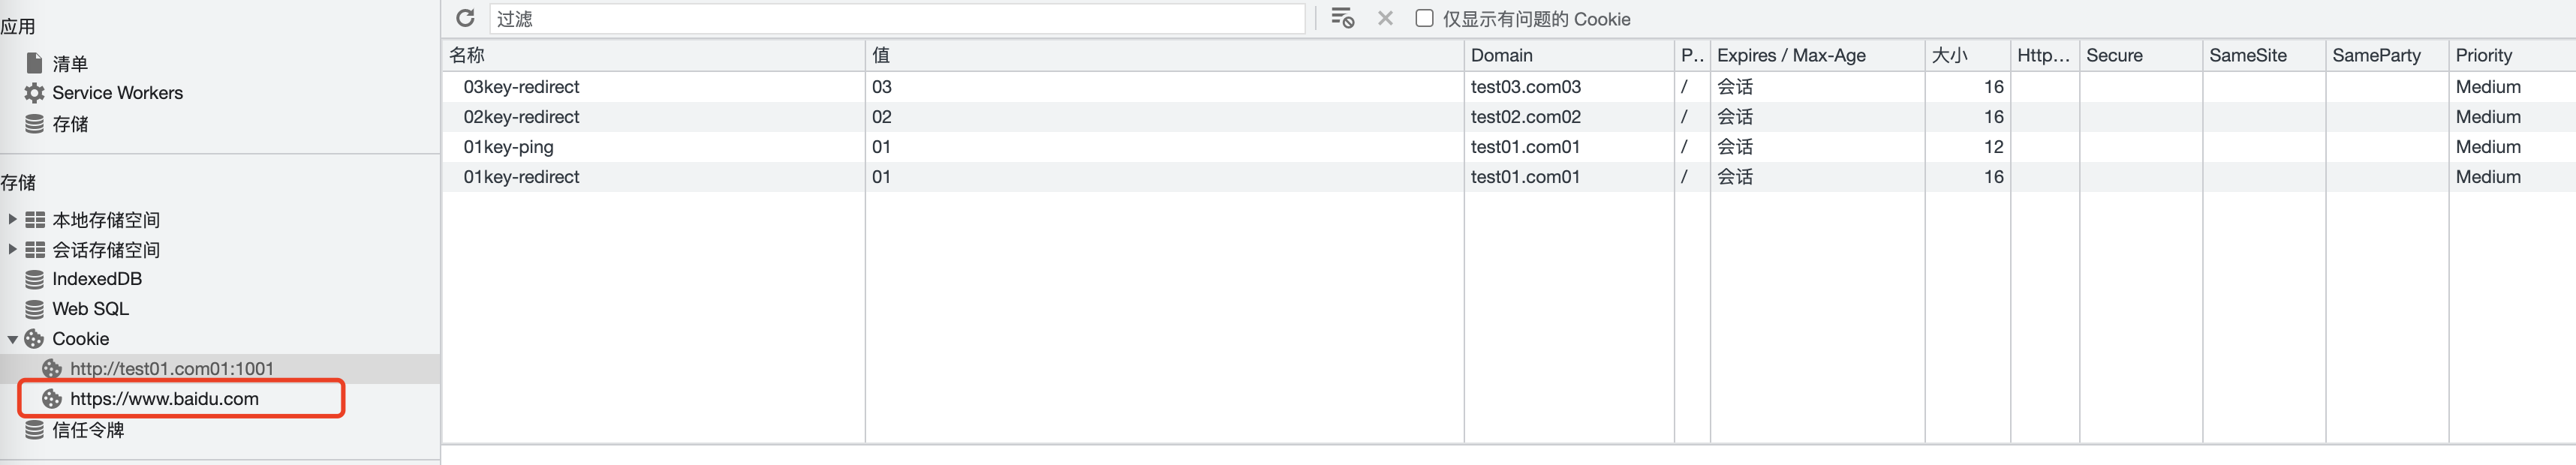 应用
清单
Service Workers
存储
存储
本地存储空间
会话存储空间
IndexedDB
Web SQL
Cookie
http://test01.com01:1001
https://www.baidu.com
信任令牌
过滤 仅显示有问题的 Cookie
名称 值 Domain P.. Expires / Max-Age 大小 Http... Secure SameSite SameParty Priority
03key-redirect 03 test03.com03 / 会话 16 Medium
02key-redirect 02 test02.com02 / 会话 16 Medium
01key-ping 01 test01.com01 / 会话 12 Medium
01key-redirect 01 test01.com01 / 会话 16 Medium